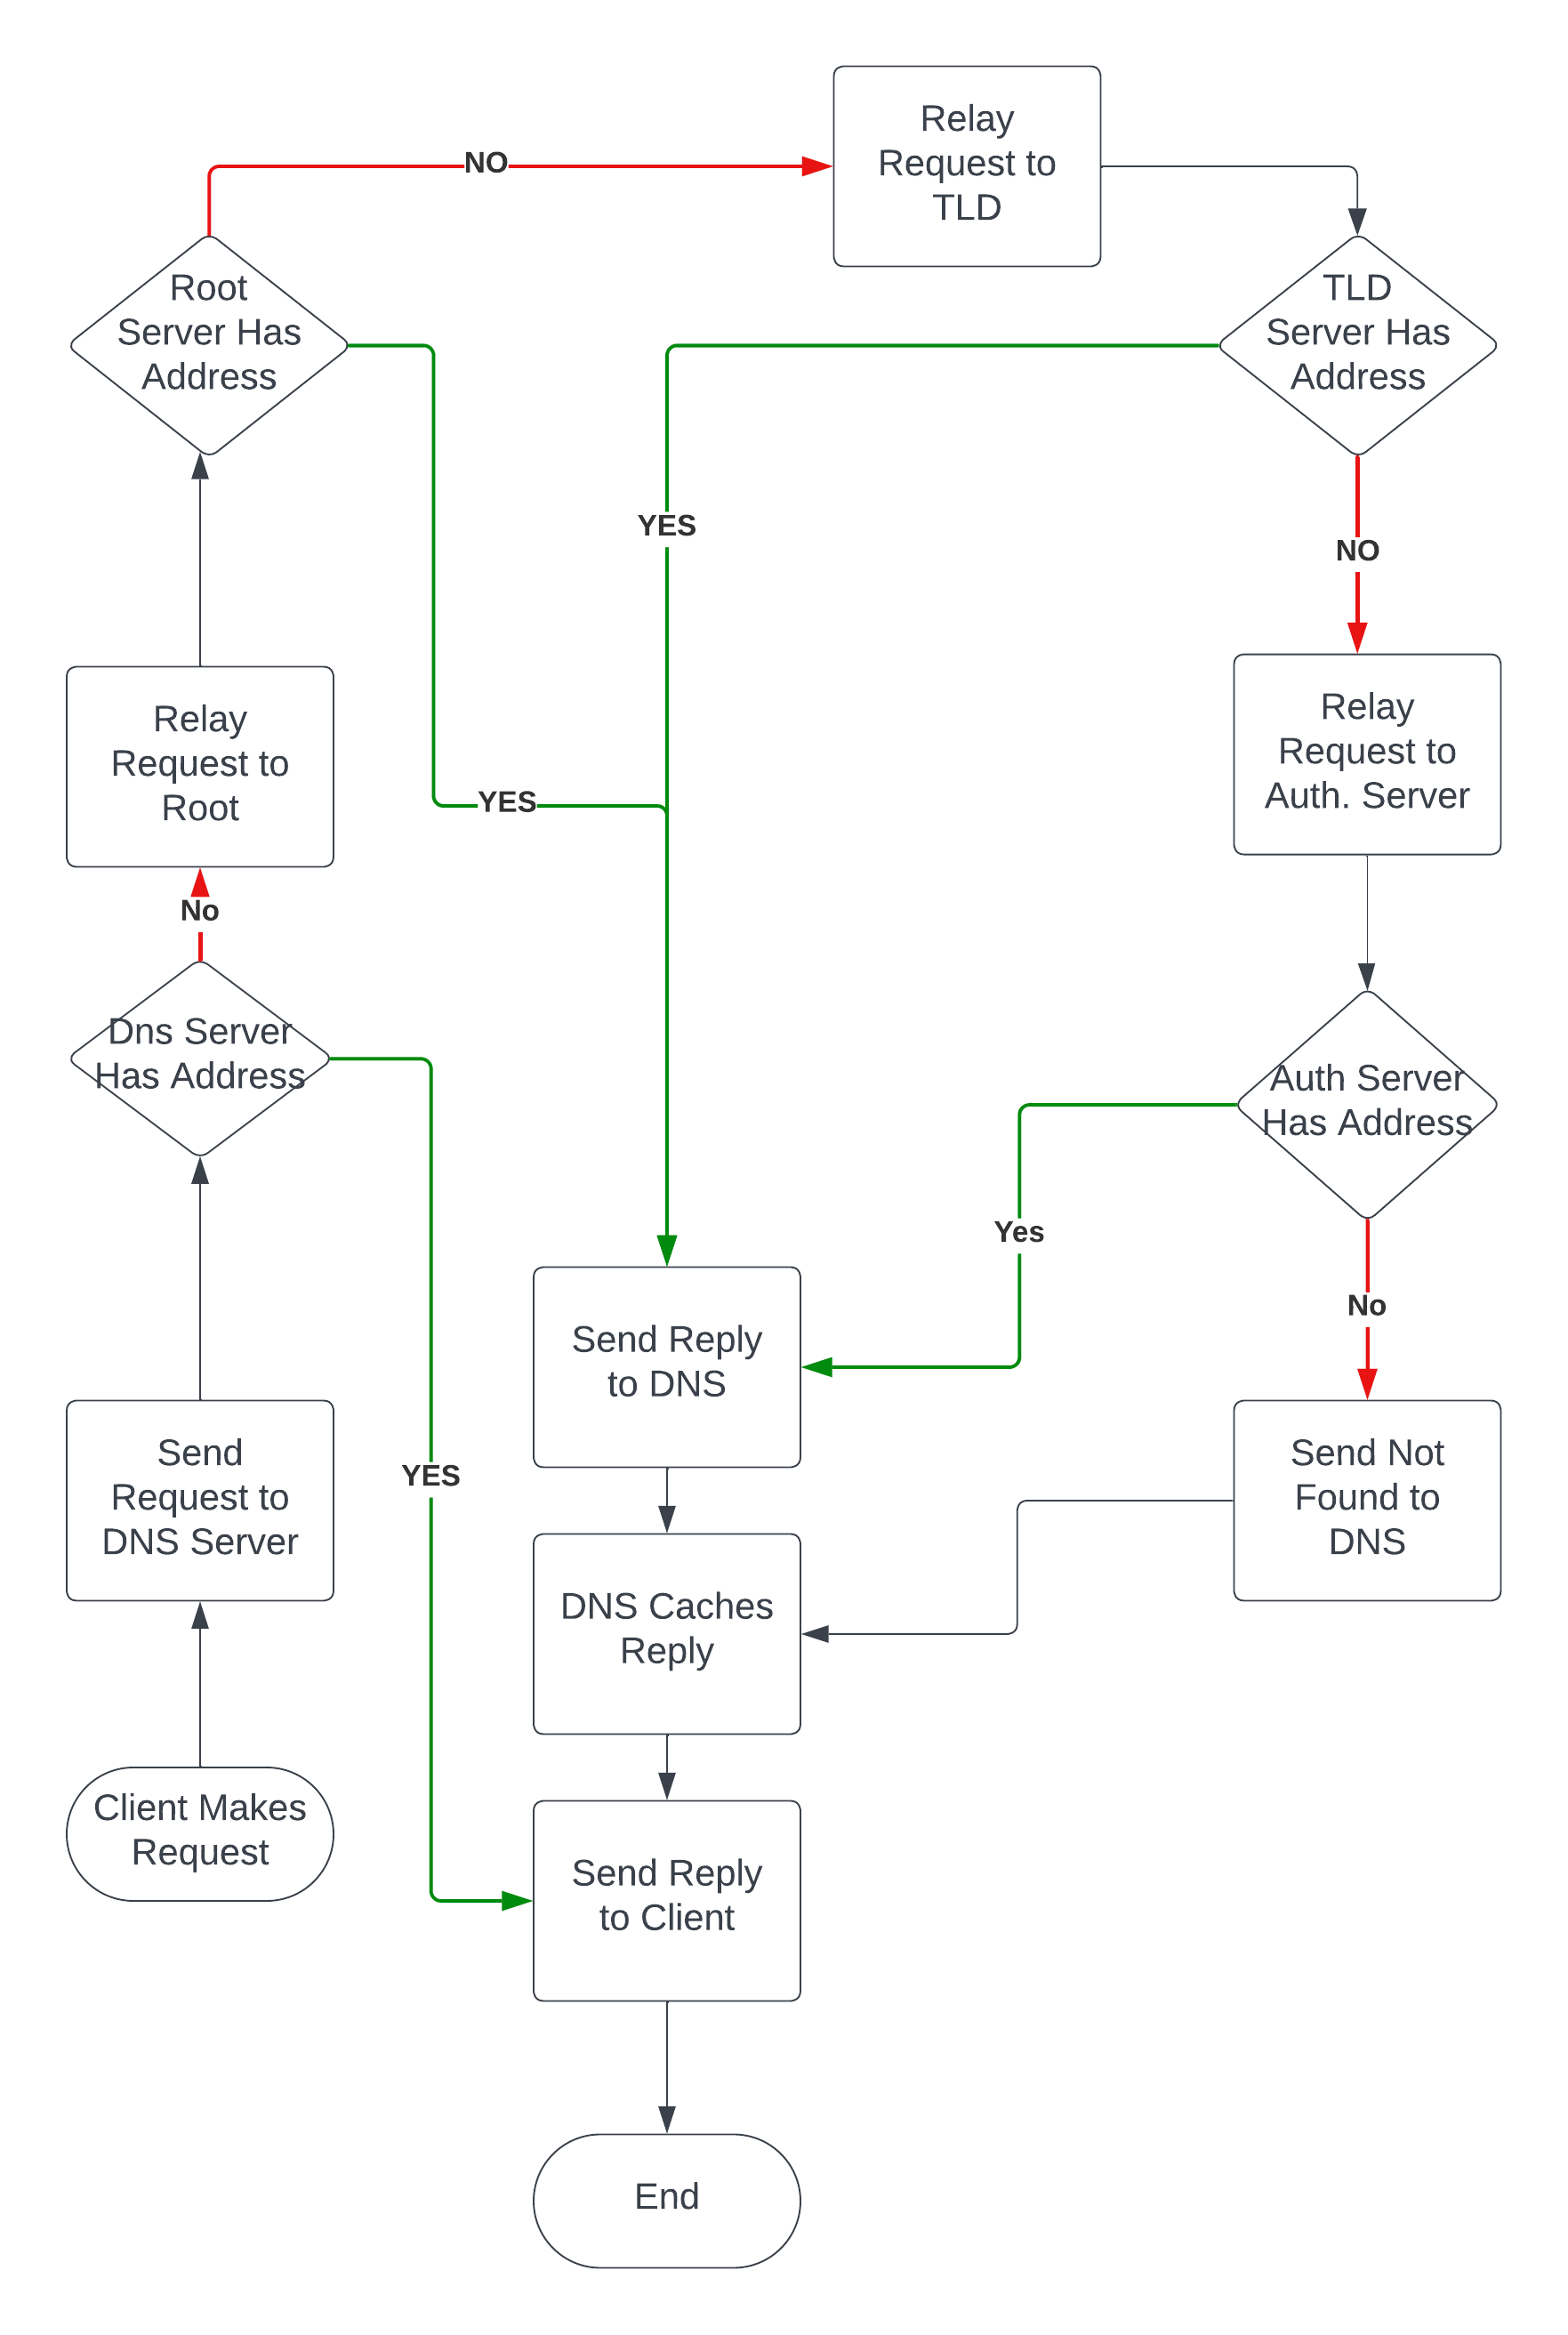 Relay
Request to
TLD
NO
Root
Server Has
Address
TLD
Server Has
Address
YES
NO
Relay
Request to
Root
Relay
Request to
Auth. Server
YES
No
Dns Server
Has Address
Auth Server
Has Address
Yes
No
Send Reply
to DNS
Send
Request to
DNS Server
YES
Send Not
Found to
DNS
DNS Caches
Reply
Client Makes
Request
Send Reply
to Client
End